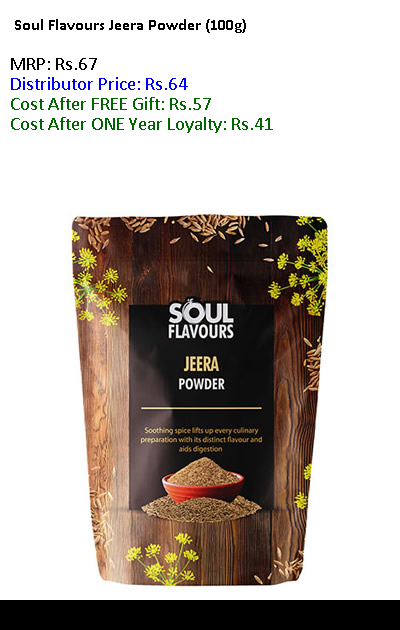 Soul Flavours Jeera Powder (100g)
MRP: Rs.67
Distributor Price: Rs.64
Cost After FREE Gift: Rs.57
Cost After ONE Year Loyalty: Rs.41
SOUL
FLAVOURS
JEERA
POWDER
Soothing spice lifts up every culinary
preparation with its distinct flavour and
aids digestion